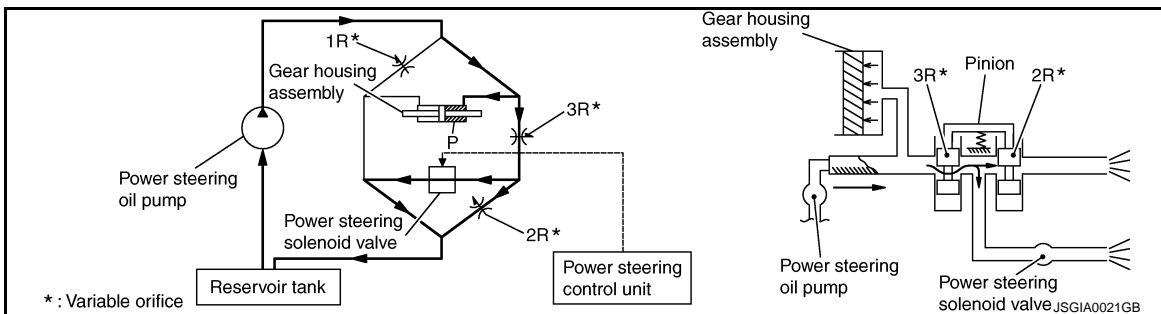 1R*
Gear housing
assembly
3R*
P
Power steering
oil pump
Power steering
solenoid valve
2R*
Reservoir tank
Power steering
control unit
* : Variable orifice
Gear housing
assembly
Pinion
3R*
2R*
Power steering
oil pump
Power steering
solenoid valve
JSGIA0021GB